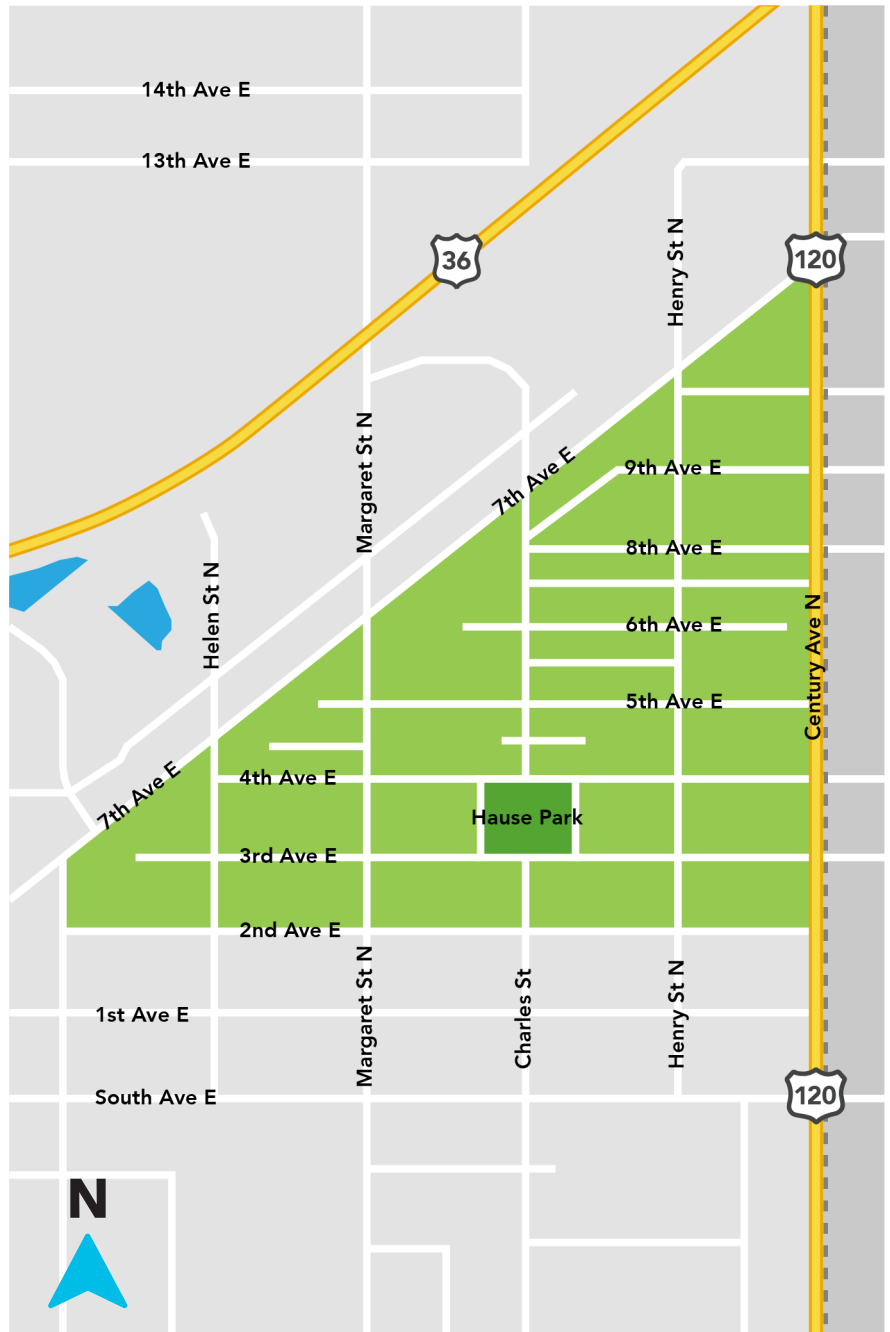 14th Ave E
13th Ave E
36
Henry St N
120
Margaret St N
7th Ave E
9th Ave E
8th Ave E
Helen St N
6th Ave E
Century Ave N
5th Ave E
7th Ave E
4th Ave E
Hause Park
3rd Ave E
2nd Ave E
Margaret St N
Charles St
Henry St N
1st Ave E
South Ave E
120
N